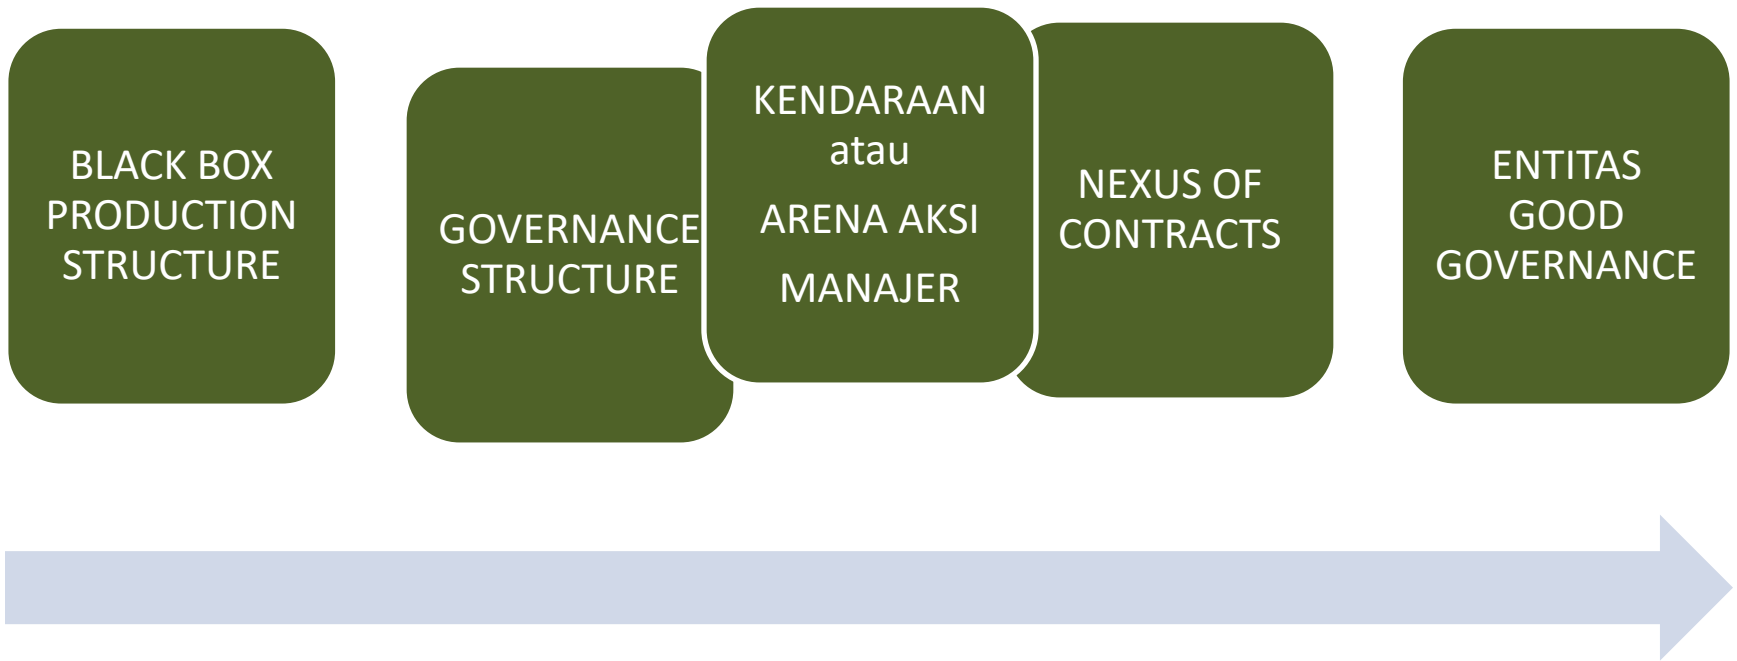 BLACK BOX
PRODUCTION
STRUCTURE
GOVERNANCE
STRUCTURE
KENDARAAN
atau
ARENA AKSI
MANAJER
NEXUS OF
CONTRACTS
ENTITAS
GOOD
GOVERNANCE